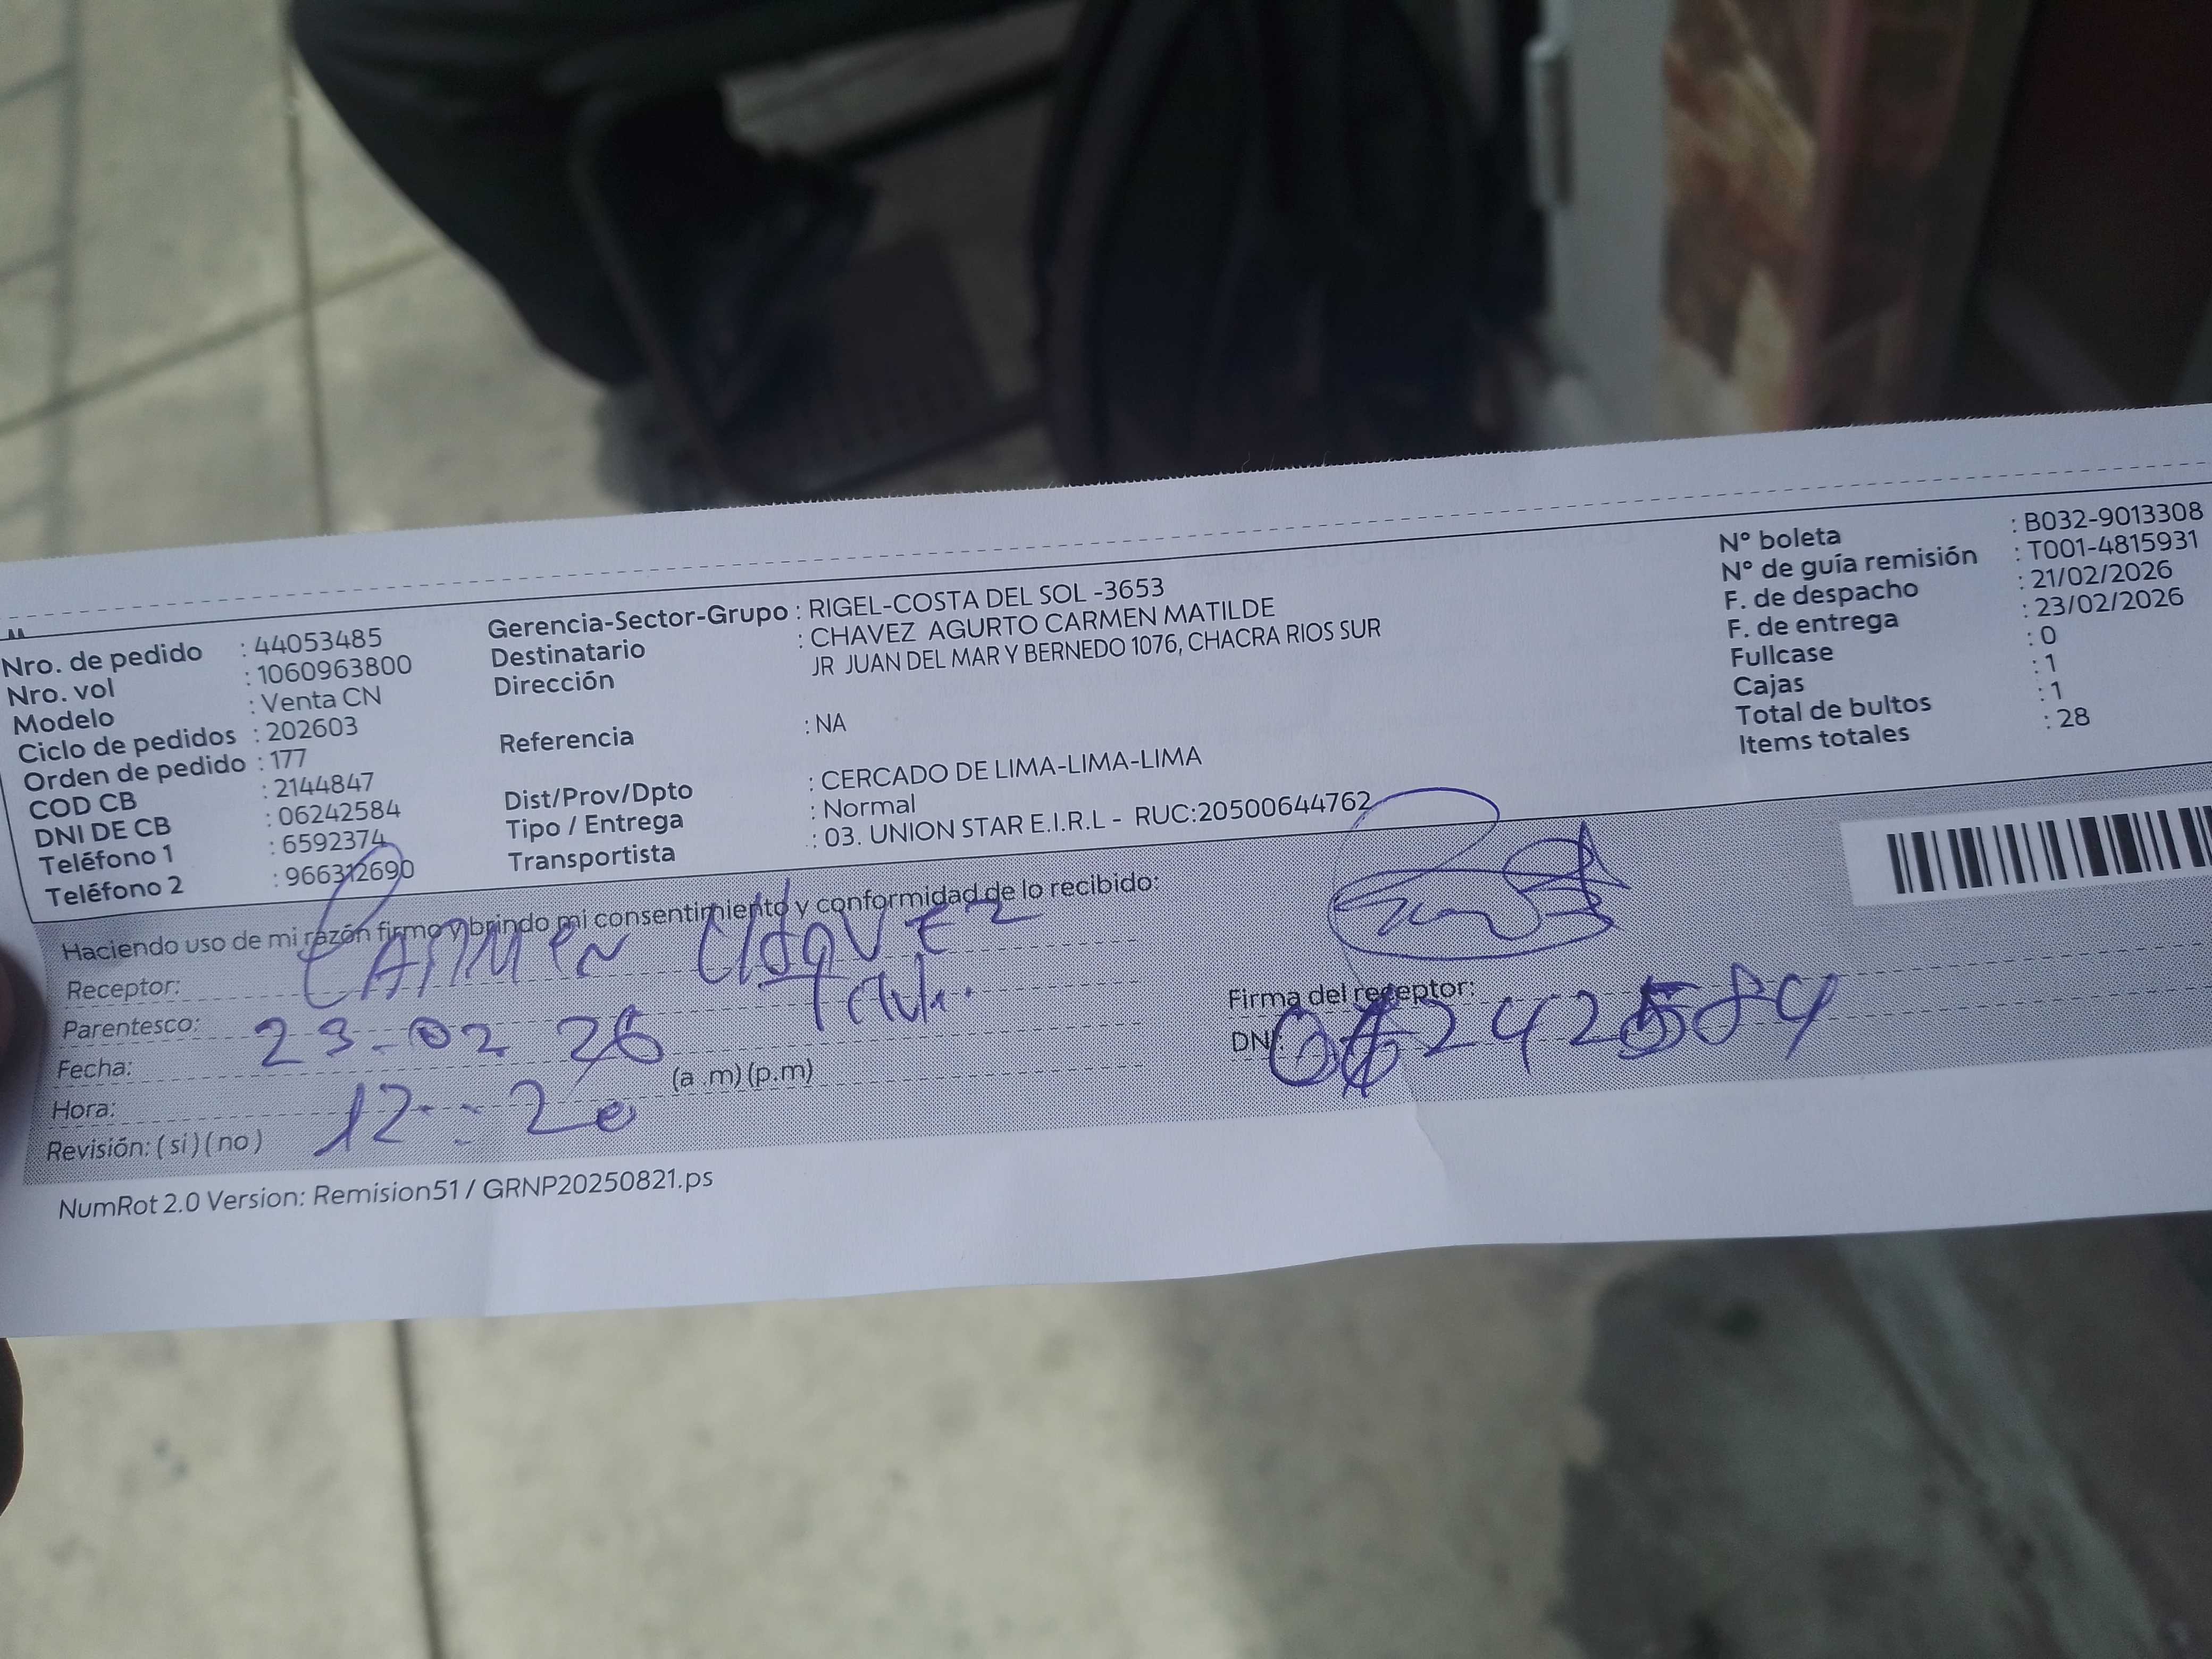 Nro. de pedido : 44053485
Nro. vol : 1060963800
Modelo : Venta CN
Ciclo de pedidos : 202603
Orden de pedido : 177
COD CB : 2144847
DNI DE CB : 06242584
Teléfono 1 : 6592374
Teléfono 2 : 966312690
Gerencia-Sector-Grupo : RIGEL-COSTA DEL SOL -3653
Destinatario : CHAVEZ AGURTO CARMEN MATILDE
Dirección JR JUAN DEL MAR Y BERNEDO 1076, CHACRA RIOS SUR
Referencia : NA
Dist/Prov/Dpto : CERCADO DE LIMA-LIMA-LIMA
Tipo / Entrega : Normal
Transportista : 03. UNION STAR E.I.R.L - RUC:20500644762
N° boleta : B032-9013308
N° de guía remisión : T001-4815931
F. de despacho : 21/02/2026
F. de entrega : 23/02/2026
Fullcase : 0
Cajas : 1
Total de bultos : 1
Items totales : 28
Haciendo uso de mi razón firmo y brindo mi consentimiento y conformidad de lo recibido:
Receptor: CARMEN CHAVEZ
Parentesco:
Fecha: 23-02 26
Hora: 12:20 (a .m) (p.m)
Revisión: ( si ) ( no )
Firma del receptor:
DNI: 06242584
NumRot 2.0 Version: Remision51 / GRNP20250821.ps